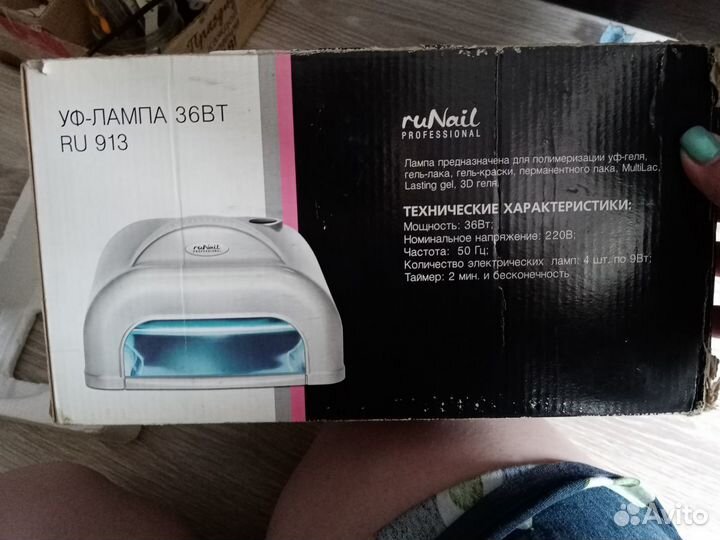 УФ-ЛАМПА 36ВТ
RU 913
ruNail
PROFESSIONAL
ruNail
PROFESSIONAL
Лампа предназначена для полимеризации уф-геля,
гель-лака, гель-краски, перманентного лака, MultiLac,
Lasting gel, 3D геля.
ТЕХНИЧЕСКИЕ ХАРАКТЕРИСТИКИ:
Мощность: 36Вт;
Номинальное напряжение: 220В;
Частота: 50 Гц;
Количество электрических ламп: 4 шт. по 9Вт;
Таймер: 2 мин. и бесконечность
Avito